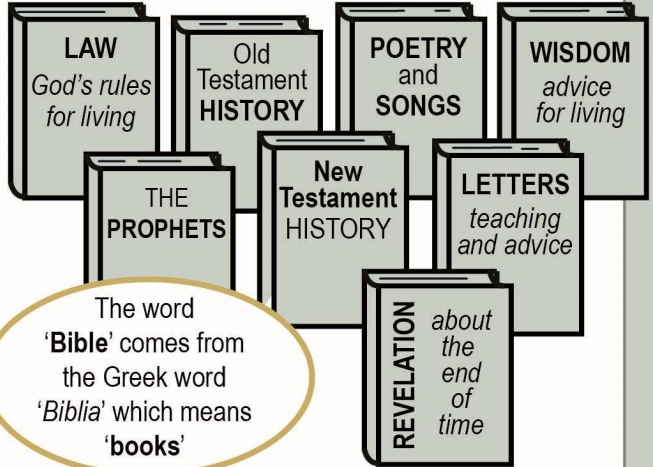 LAW
God's rules
for living
Old
Testament
HISTORY
POETRY
and
SONGS
WISDOM
advice
for living
THE
PROPHETS
New
Testament
HISTORY
LETTERS
teaching
and advice
REVELATION
about
the
end
of
time
The word
‘Bible’ comes from
the Greek word
‘Biblia’ which means
‘books’